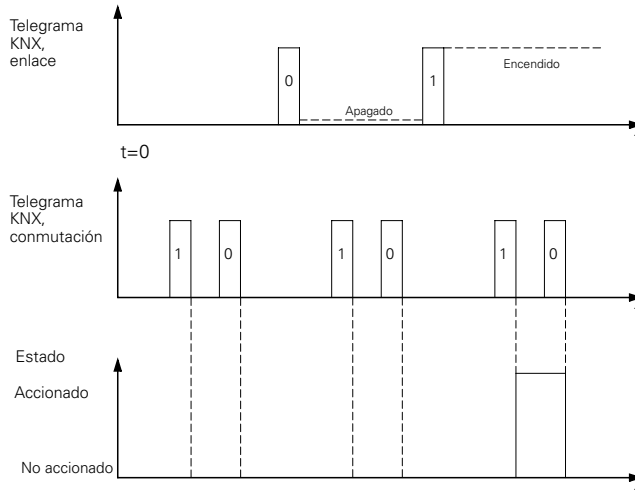 Telegrama
KNX,
enlace
0
Apagado
1
Encendido
t=0
Telegrama
KNX,
conmutación
1
0
1
0
1
0
Estado
Accionado
No accionado